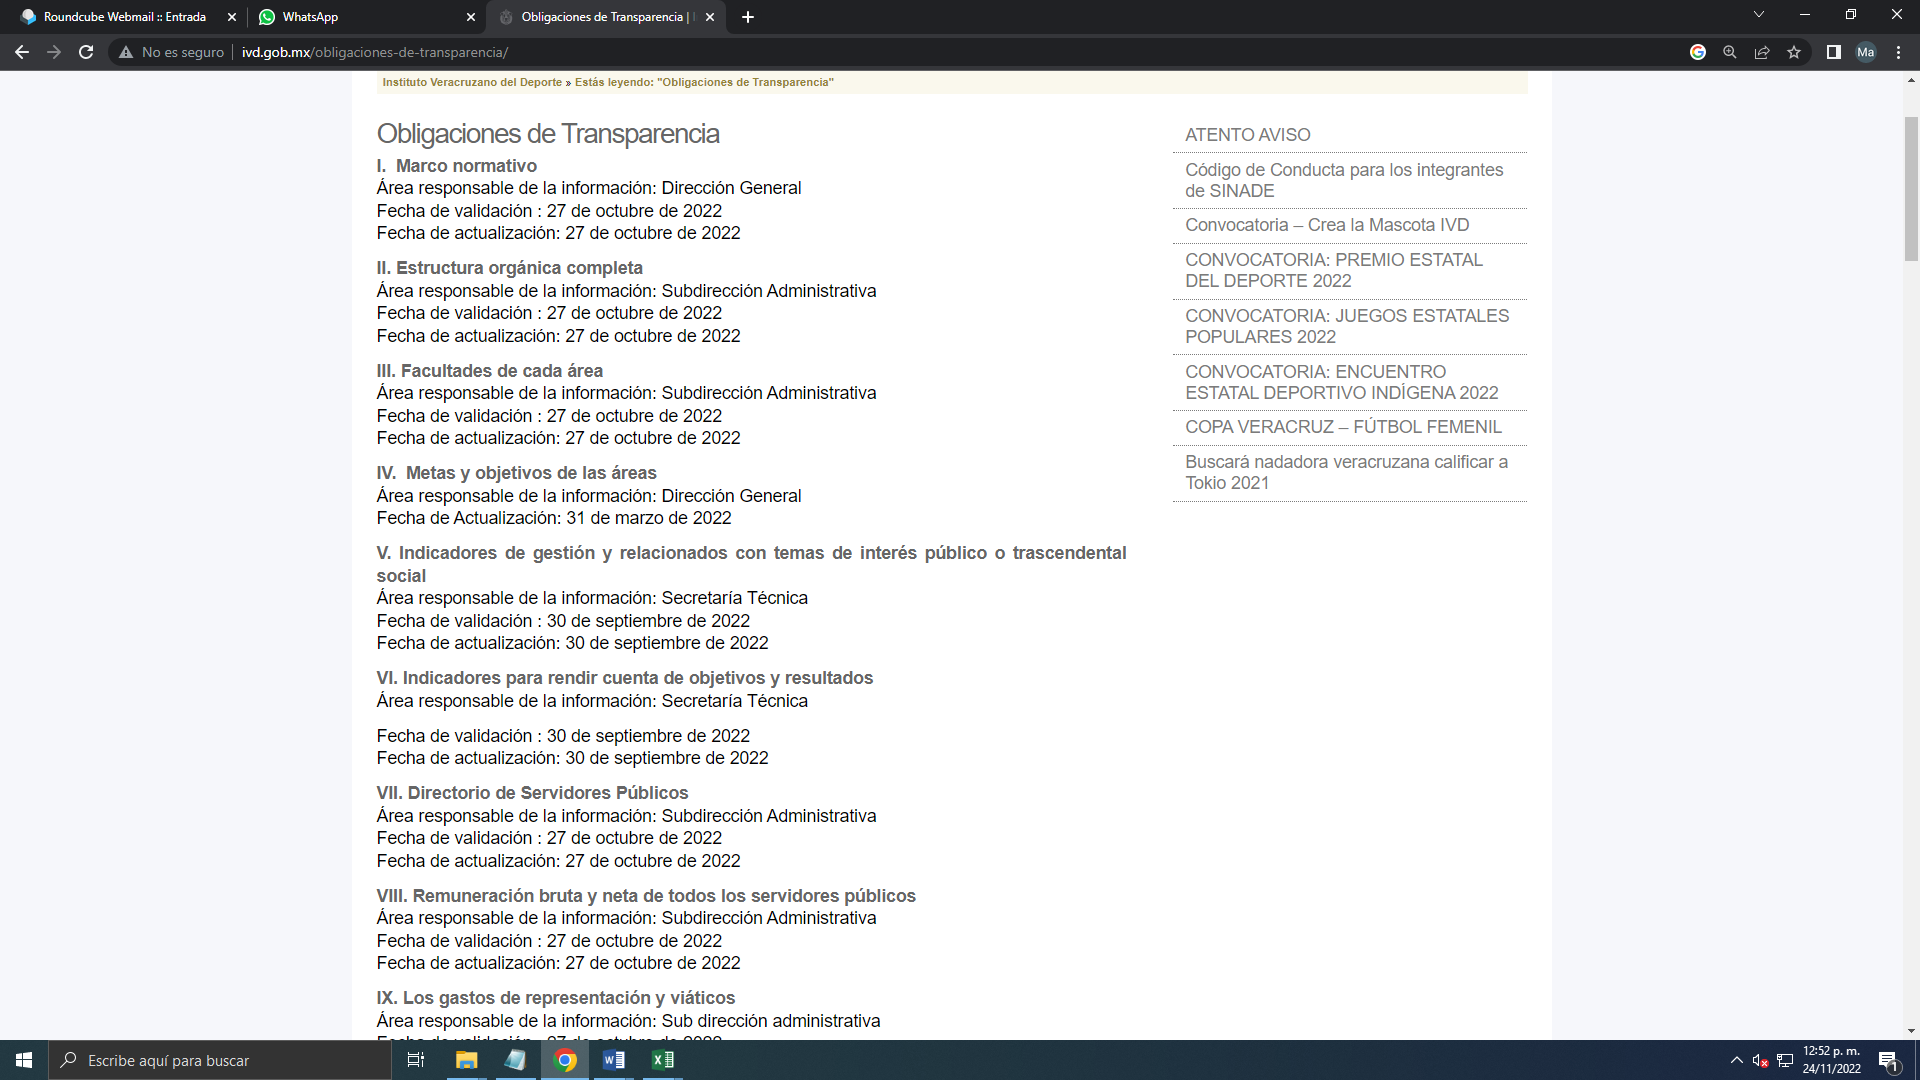 Roundcube Webmail :: Entrada
WhatsApp
Obligaciones de Transparencia |
No es seguro
ivd.gob.mx/obligaciones-de-transparencia/
Ma
Instituto Veracruzano del Deporte » Estás leyendo: "Obligaciones de Transparencia"
Obligaciones de Transparencia
I.  Marco normativo
Área responsable de la información: Dirección General
Fecha de validación : 27 de octubre de 2022
Fecha de actualización: 27 de octubre de 2022
II. Estructura orgánica completa
Área responsable de la información: Subdirección Administrativa
Fecha de validación : 27 de octubre de 2022
Fecha de actualización: 27 de octubre de 2022
III. Facultades de cada área
Área responsable de la información: Subdirección Administrativa
Fecha de validación : 27 de octubre de 2022
Fecha de actualización: 27 de octubre de 2022
IV.  Metas y objetivos de las áreas
Área responsable de la información: Dirección General
Fecha de Actualización: 31 de marzo de 2022
V. Indicadores de gestión y relacionados con temas de interés público o trascendental
social
Área responsable de la información: Secretaría Técnica
Fecha de validación : 30 de septiembre de 2022
Fecha de actualización: 30 de septiembre de 2022
VI. Indicadores para rendir cuenta de objetivos y resultados
Área responsable de la información: Secretaría Técnica
Fecha de validación : 30 de septiembre de 2022
Fecha de actualización: 30 de septiembre de 2022
VII. Directorio de Servidores Públicos
Área responsable de la información: Subdirección Administrativa
Fecha de validación : 27 de octubre de 2022
Fecha de actualización: 27 de octubre de 2022
VIII. Remuneración bruta y neta de todos los servidores públicos
Área responsable de la información: Subdirección Administrativa
Fecha de validación : 27 de octubre de 2022
Fecha de actualización: 27 de octubre de 2022
IX. Los gastos de representación y viáticos
Área responsable de la información: Sub dirección administrativa
ATENTO AVISO
Código de Conducta para los integrantes
de SINADE
Convocatoria – Crea la Mascota IVD
CONVOCATORIA: PREMIO ESTATAL
DEL DEPORTE 2022
CONVOCATORIA: JUEGOS ESTATALES
POPULARES 2022
CONVOCATORIA: ENCUENTRO
ESTATAL DEPORTIVO INDÍGENA 2022
COPA VERACRUZ – FÚTBOL FEMENIL
Buscará nadadora veracruzana calificar a
Tokio 2021
Escribe aquí para buscar
12:52 p. m.
24/11/2022
1